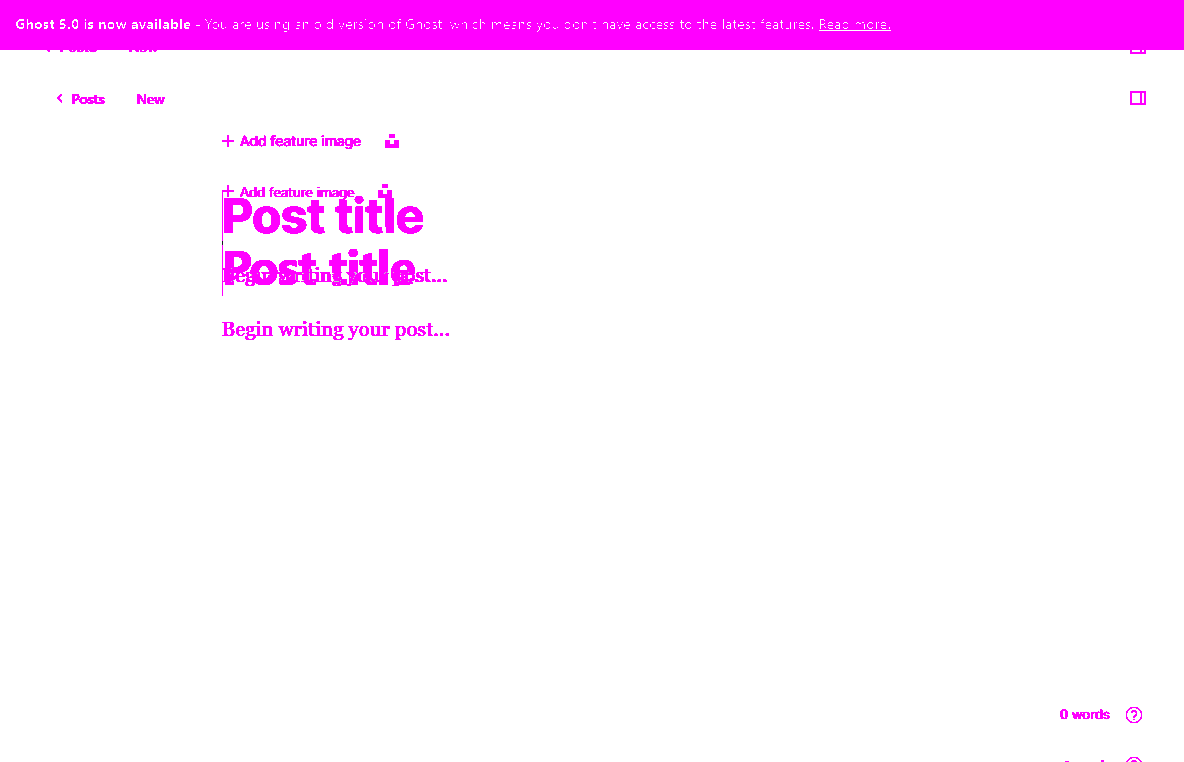 Ghost 5.0 is now available - You are using an old version of Ghost, which means you don't have access to the latest features. Read more.
Posts New
Add feature image
Add feature image
Post title
Post title
Begin writing your post...
Begin writing your post...
0 words